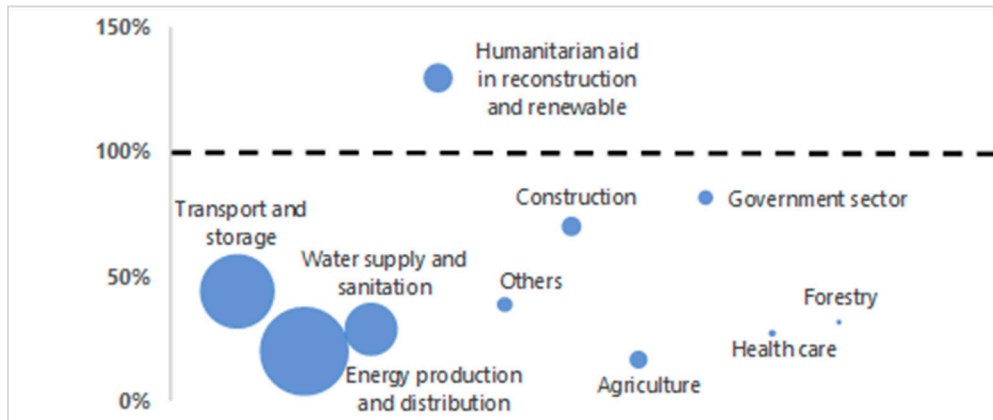 150%
Humanitarian aid
in reconstruction
and renewable
100%
Transport and
storage
Construction
Government sector
Water supply and
sanitation
50%
Others
Forestry
Health care
Energy production
and distribution
Agriculture
0%